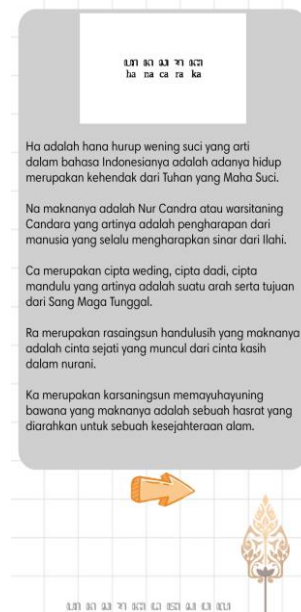 ꦲ ꦤ ꦕ ꦫ ꦏ
ha na ca ra ka
Ha adalah hana hurup wening suci yang arti
dalam bahasa Indonesianya adalah adanya hidup
merupakan kehendak dari Tuhan yang Maha Suci.
Na maknanya adalah Nur Candra atau warsitaning
Candara yang artinya adalah pengharapan dari
manusia yang selalu mengharapkan sinar dari Ilahi.
Ca merupakan cipta weding, cipta dadi, cipta
mandulu yang artinya adalah suatu arah serta tujuan
dari Sang Maga Tunggal.
Ra merupakan rasaingsun handulusih yang maknanya
adalah cinta sejati yang muncul dari cinta kasih
dalam nurani.
Ka merupakan karsaningsun memayuhayuning
bawana yang maknanya adalah sebuah hasrat yang
diarahkan untuk sebuah kesejahteraan alam.